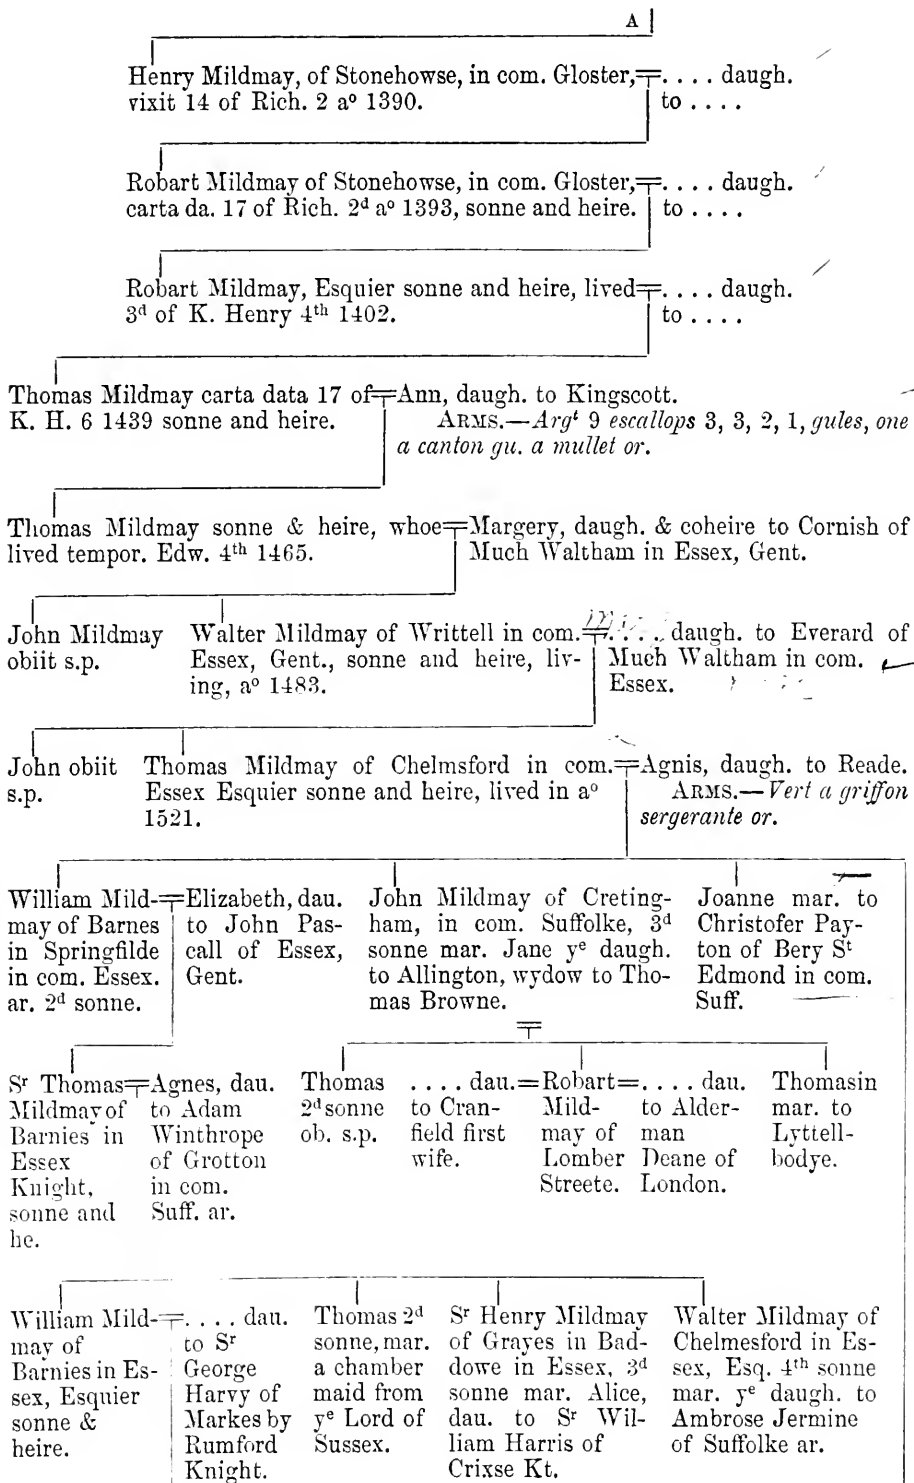 A
Henry Mildmay, of Stonehowse, in com. Gloster,
vixit 14 of Rich. 2 aº 1390.
. . . . daugh.
to . . . .
Robart Mildmay of Stonehowse, in com. Gloster,
carta da. 17 of Rich. 2ᵈ aº 1393, sonne and heire.
. . . . daugh.
to . . . .
Robart Mildmay, Esquier sonne and heire, lived
3ᵈ of K. Henry 4ᵗʰ 1402.
. . . . daugh.
to . . . .
Thomas Mildmay carta data 17 of
K. H. 6 1439 sonne and heire.
Ann, daugh. to Kingscott.
ARMS.—Argᵗ 9 escallops 3, 3, 2, 1, gules, one
a canton gu. a mullet or.
Thomas Mildmay sonne & heire, whoe
lived tempor. Edw. 4ᵗʰ 1465.
Margery, daugh. & coheire to Cornish of
Much Waltham in Essex, Gent.
John Mildmay
obiit s.p.
Walter Mildmay of Writtell in com.
Essex, Gent., sonne and heire, liv-
ing, aº 1483.
. . . . daugh. to Everard of
Much Waltham in com.
Essex.
John obiit
s.p.
Thomas Mildmay of Chelmsford in com.
Essex Esquier sonne and heire, lived in aº
1521.
Agnis, daugh. to Reade.
ARMS.—Vert a griffon
sergerante or.
William Mild-
may of Barnes
in Springfilde
in com. Essex.
ar. 2ᵈ sonne.
Elizabeth, dau.
to John Pas-
call of Essex,
Gent.
John Mildmay of Creting-
ham, in com. Suffolke, 3ᵈ
sonne mar. Jane yᵉ daugh.
to Allington, wydow to Tho-
mas Browne.
Joanne mar. to
Christofer Pay-
ton of Bery Sᵗ
Edmond in com.
Suff.
Sʳ Thomas
Mildmay of
Barnies in
Essex
Knight,
sonne and
he.
Agnes, dau.
to Adam
Winthrope
of Grotton
in com.
Suff. ar.
Thomas
2ᵈ sonne
ob. s.p.
. . . . dau.
to Cran-
field first
wife.
Robart
Mild-
may of
Lomber
Streete.
. . . . dau.
to Alder-
man
Deane of
London.
Thomasin
mar. to
Lyttell-
bodye.
William Mild-
may of
Barnies in Es-
sex, Esquier
sonne &
heire.
. . . . dau.
to Sʳ
George
Harvy of
Markes by
Rumford
Knight.
Thomas 2ᵈ
sonne, mar.
a chamber
maid from
yᵉ Lord of
Sussex.
Sʳ Henry Mildmay
of Grayes in Bad-
dowe in Essex, 3ᵈ
sonne mar. Alice,
dau. to Sʳ Wil-
liam Harris of
Crixse Kt.
Walter Mildmay of
Chelmesford in Es-
sex, Esq. 4ᵗʰ sonne
mar. yᵉ daugh. to
Ambrose Jermine
of Suffolke ar.